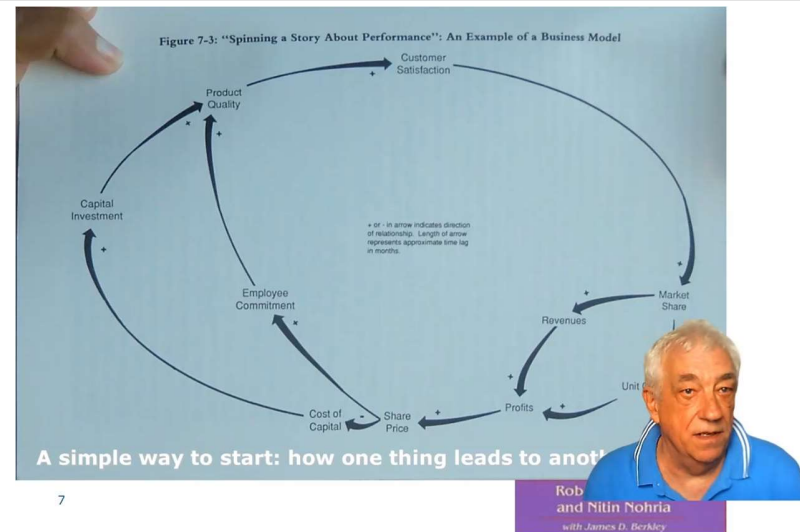 Figure 7-3: "Spinning a Story About Performance": An Example of a Business Model
Customer
Satisfaction
+
Product
Quality
+
+
Capital
Investment
+ or - in arrow indicates direction
of relationship. Length of arrow
represents approximate time lag
in months.
+
+
Employee
Commitment
+
Market
Share
Revenues
+
+
Unit
Profits
+
Cost of
Capital
-
Share
Price
+
+
A simple way to start: how one thing leads to
7
Rob
and Nitin Nohria
with James D. Berkley